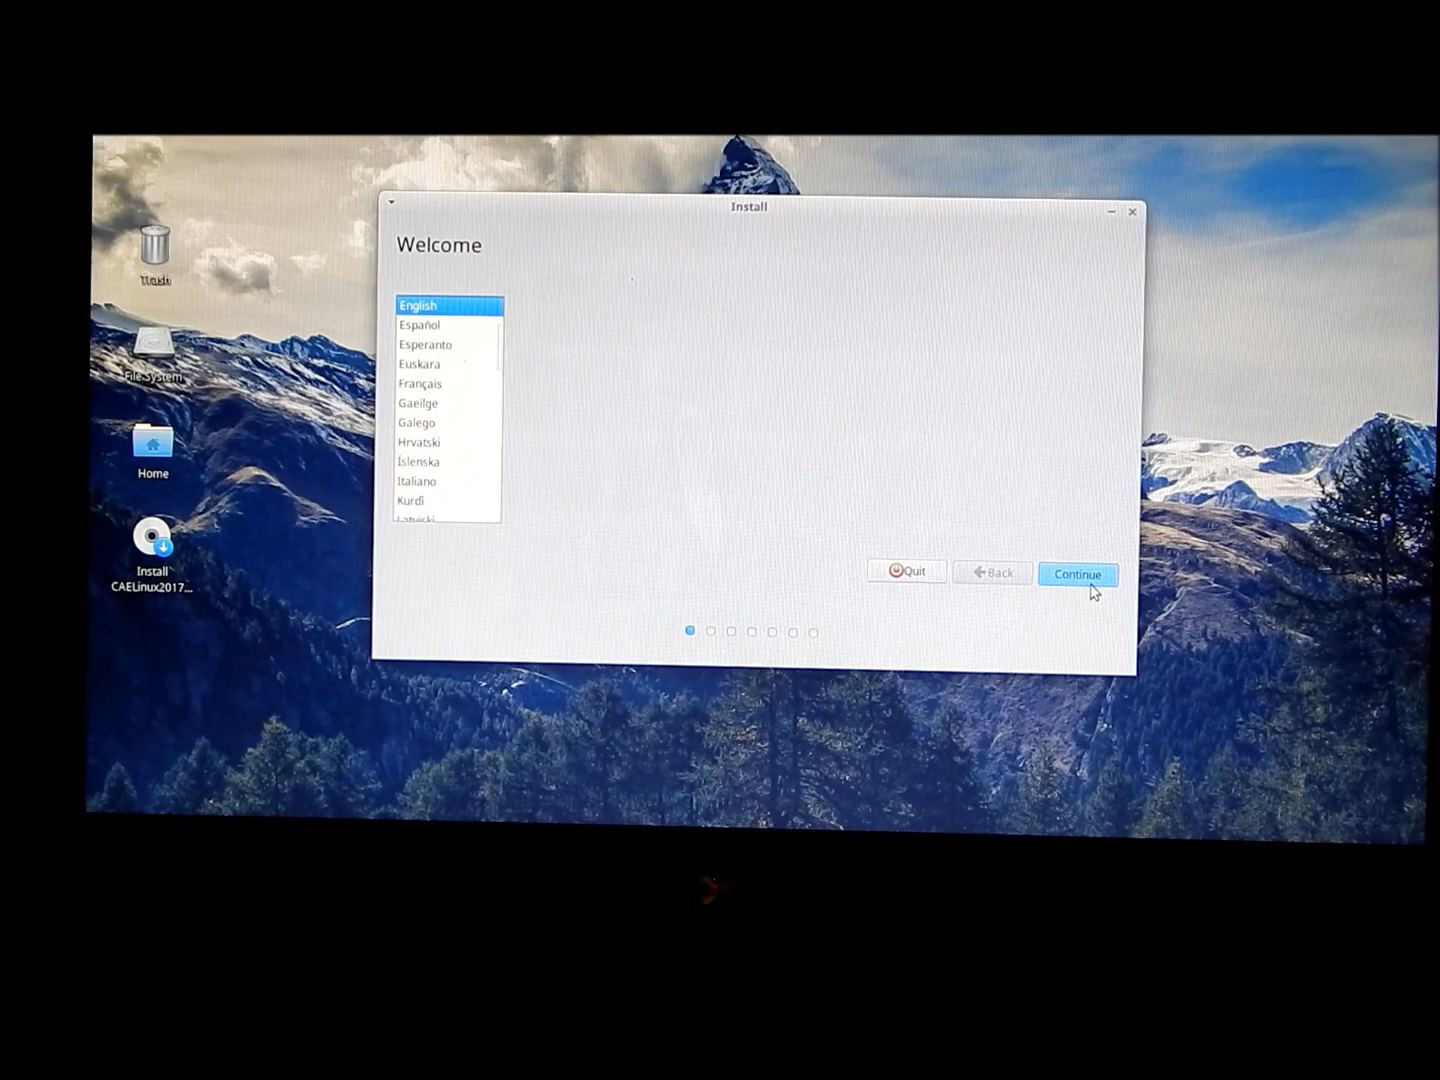 Install
Welcome
English
Español
Esperanto
Euskara
Français
Gaeilge
Galego
Hrvatski
Íslenska
Italiano
Kurdî
Latviski
Quit
Back
Continue
Trash
File System
Home
Install
CAELinux2017...